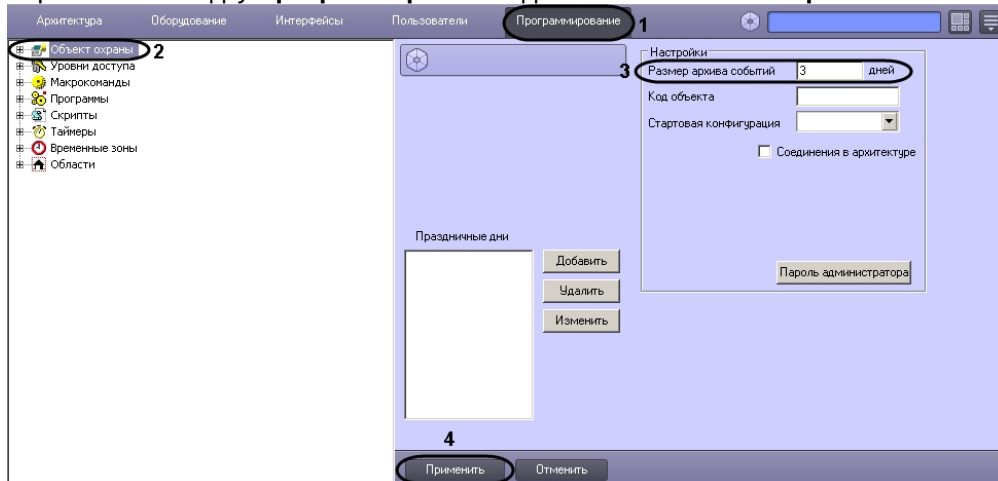 Архитектура Оборудование Интерфейсы Пользователи Программирование 1
Объект охраны 2
Уровни доступа
Макрокоманды
Программы
Скрипты
Таймеры
Временные зоны
Области
Настройки
3 Размер архива событий 3 дней
Код объекта
Стартовая конфигурация
Соединения в архитектуре
Пароль администратора
Праздничные дни
Добавить
Удалить
Изменить
4
Применить Отменить